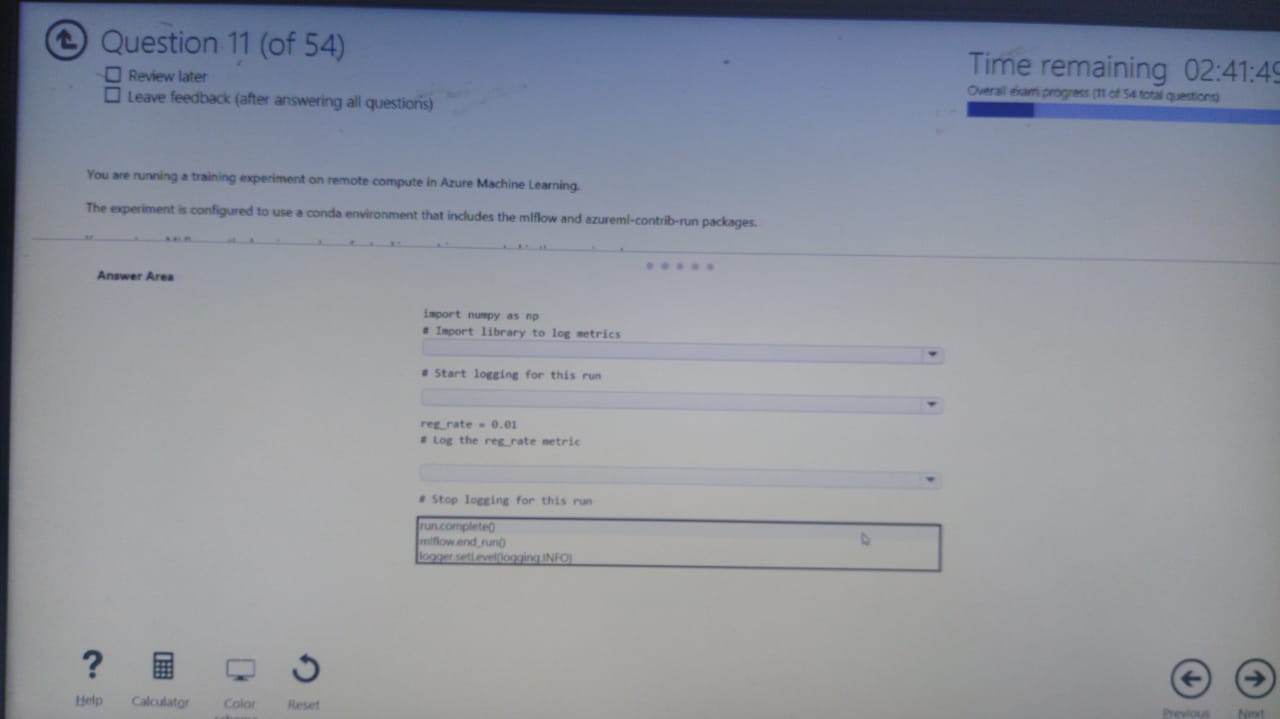 Question 11 (of 54)
Review later
Leave feedback (after answering all questions)
Time remaining 02:41:49
Overall exam progress (11 of 54 total questions)
You are running a training experiment on remote compute in Azure Machine Learning.
The experiment is configured to use a conda environment that includes the mlflow and azureml-contrib-run packages.
Answer Area
import numpy as np
# Import library to log metrics
# Start logging for this run
reg_rate = 0.01
# Log the reg_rate metric
# Stop logging for this run
run.complete()
mlflow.end_run()
logger.setLevel(logging.INFO)
Help
Calculator
Color
scheme
Reset
Previous
Next